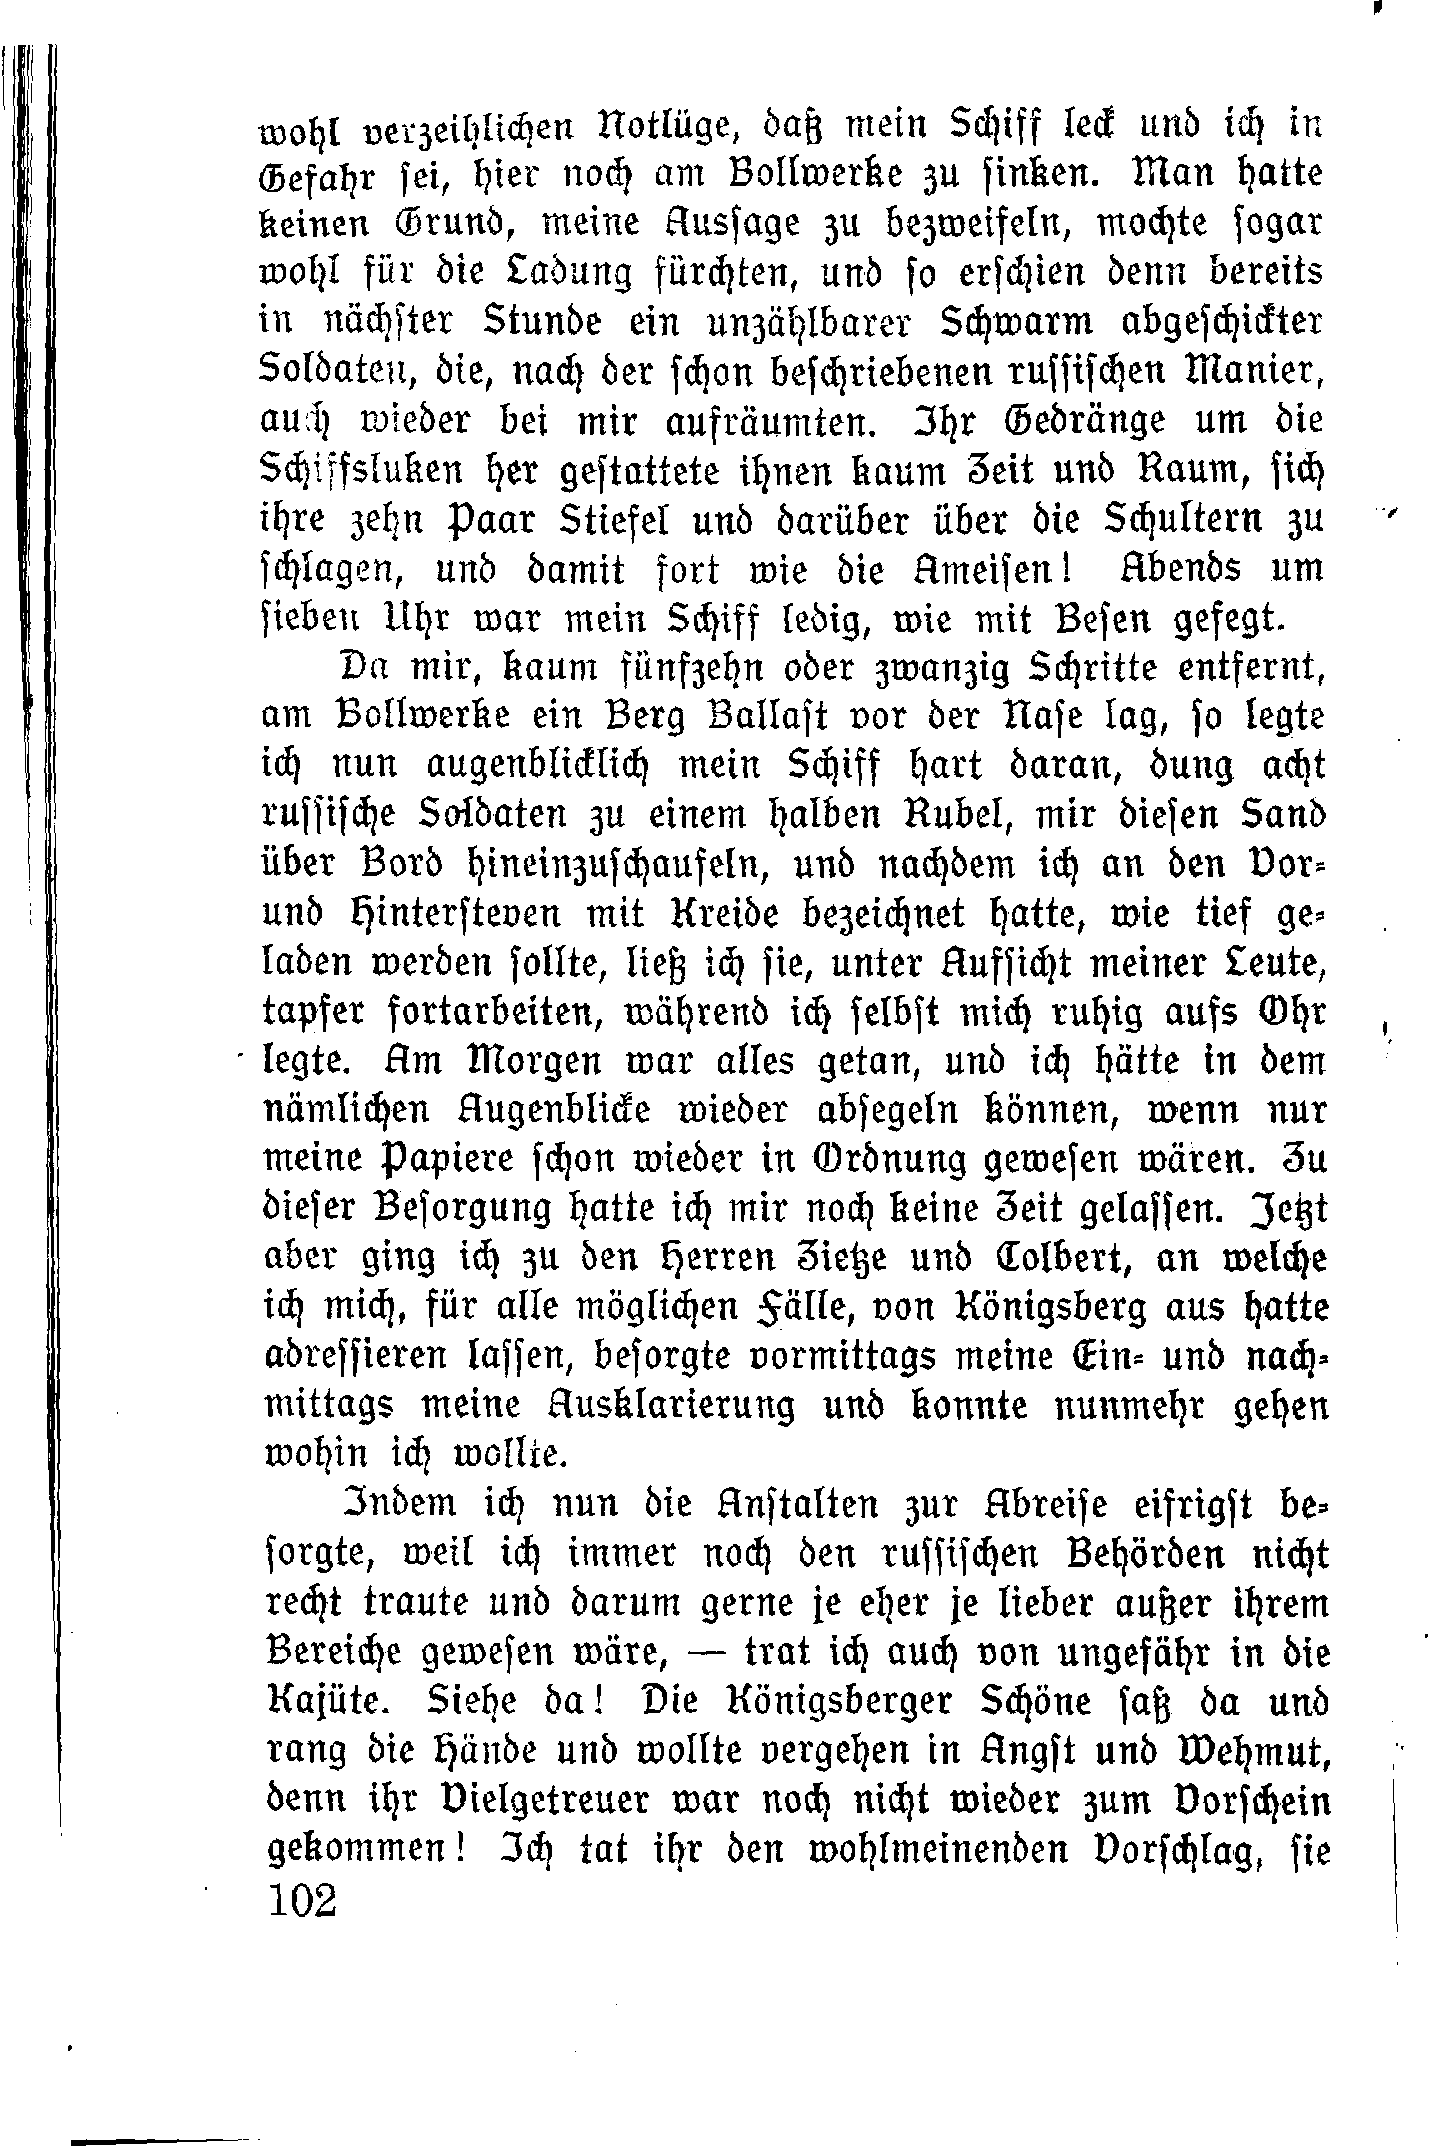 wohl verzeihlichen Notlüge, daß mein Schiff leck und ich in
Gefahr sei, hier noch am Bollwerke zu sinken. Man hatte
keinen Grund, meine Aussage zu bezweifeln, mochte sogar
wohl für die Ladung fürchten, und so erschien denn bereits
in nächster Stunde ein unzählbarer Schwarm abgeschickter
Soldaten, die, nach der schon beschriebenen russischen Manier,
auch wieder bei mir aufräumten. Ihr Gedränge um die
Schiffsluken her gestattete ihnen kaum Zeit und Raum, sich
ihre zehn Paar Stiefel und darüber über die Schultern zu
schlagen, und damit fort wie die Ameisen! Abends um
sieben Uhr war mein Schiff ledig, wie mit Besen gefegt.
Da mir, kaum fünfzehn oder zwanzig Schritte entfernt,
am Bollwerke ein Berg Ballast vor der Nase lag, so legte
ich nun augenblicklich mein Schiff hart daran, dung acht
russische Soldaten zu einem halben Rubel, mir diesen Sand
über Bord hineinzuschaufeln, und nachdem ich an den Vor-
und Hintersteven mit Kreide bezeichnet hatte, wie tief ge-
laden werden sollte, ließ ich sie, unter Aufsicht meiner Leute,
tapfer fortarbeiten, während ich selbst mich ruhig aufs Ohr
legte. Am Morgen war alles getan, und ich hätte in dem
nämlichen Augenblicke wieder absegeln können, wenn nur
meine Papiere schon wieder in Ordnung gewesen wären. Zu
dieser Besorgung hatte ich mir noch keine Zeit gelassen. Jetzt
aber ging ich zu den Herren Zietze und Colbert, an welche
ich mich, für alle möglichen Fälle, von Königsberg aus hatte
adressieren lassen, besorgte vormittags meine Ein- und nach-
mittags meine Ausklarierung und konnte nunmehr gehen
wohin ich wollte.
Indem ich nun die Anstalten zur Abreise eifrigst be-
sorgte, weil ich immer noch den russischen Behörden nicht
recht traute und darum gerne je eher je lieber außer ihrem
Bereiche gewesen wäre, — trat ich auch von ungefähr in die
Kajüte. Siehe da! Die Königsberger Schöne saß da und
rang die Hände und wollte vergehen in Angst und Wehmut,
denn ihr Vielgetreuer war noch nicht wieder zum Vorschein
gekommen! Ich tat ihr den wohlmeinenden Vorschlag, sie
102